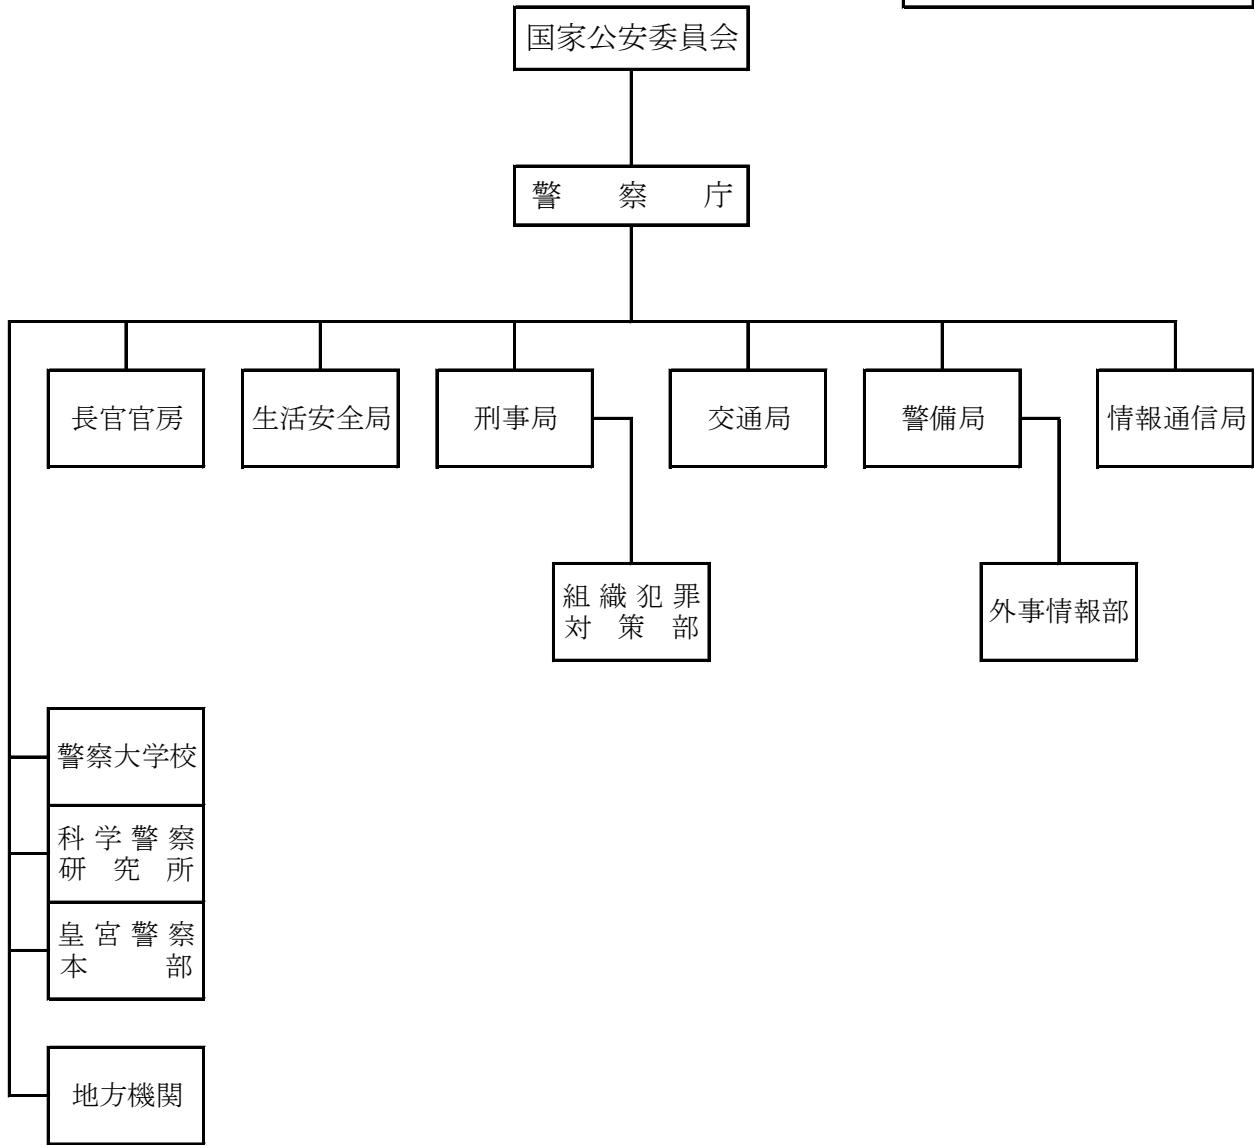 国家公安委員会
警察庁
長官官房
生活安全局
刑事局
交通局
警備局
情報通信局
組織犯罪
対策部
外事情報部
警察大学校
科学警察
研究所
皇宮警察
本部
地方機関